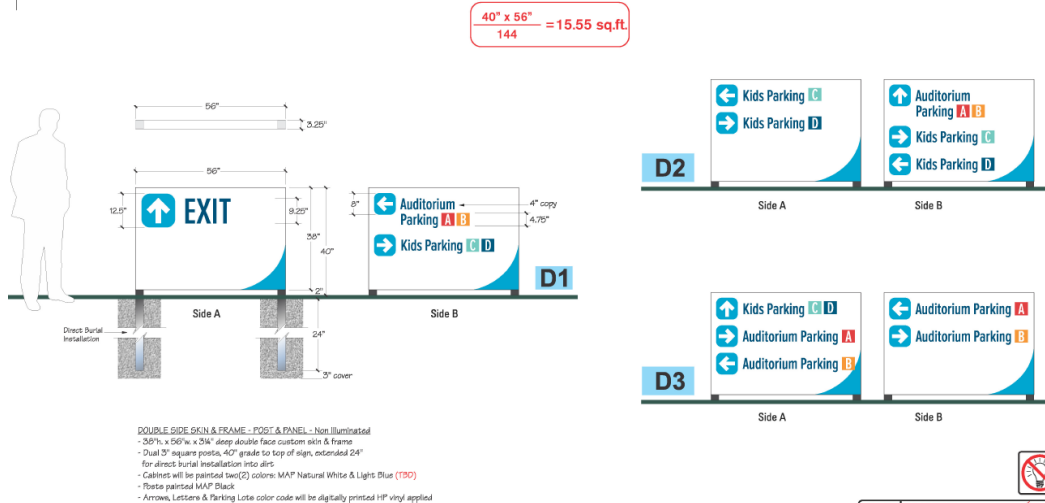 40" x 56"
144
= 15.55 sq.ft.
56"
3.25"
56"
12.5"
EXIT
9.25"
38"
40"
2"
Side A
Direct Burial
Installation
24"
3" cover
8"
Auditorium
Parking A B
Kids Parking C D
4" copy
4.75"
D1
Side B
D2
Kids Parking C
Kids Parking D
Side A
Auditorium
Parking A B
Kids Parking C
Kids Parking D
Side B
D3
Kids Parking C D
Auditorium Parking A
Auditorium Parking B
Side A
Auditorium Parking A
Auditorium Parking B
Side B
DOUBLE SIDE SKIN & FRAME - POST & PANEL - Non Illuminated
- 38"h. x 56"w. x 3¼" deep double face custom skin & frame
- Dual 3" square posts, 40" grade to top of sign, extended 24"
for direct burial installation into dirt
- Cabinet will be painted two(2) colors: MAP Natural White & Light Blue (TBD)
- Posts painted MAP Black
- Arrows, Letters & Parking Lots color code will be digitally printed HP vinyl applied